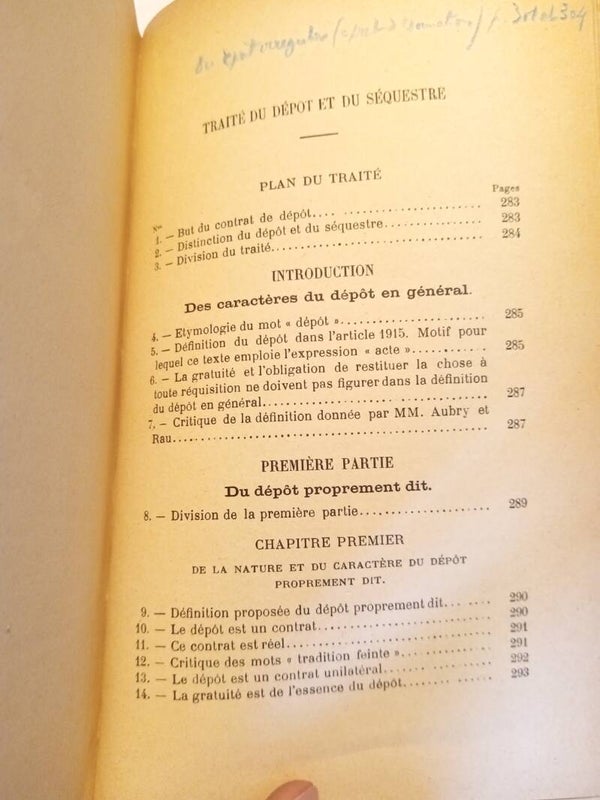 Du dépôt irrégulier
TRAITÉ DU DÉPOT ET DU SÉQUESTRE
PLAN DU TRAITÉ
Nos Pages
1. — But du contrat de dépôt.... 283
2. — Distinction du dépôt et du séquestre.... 283
3. — Division du traité.... 284
INTRODUCTION
Des caractères du dépôt en général.
4. — Etymologie du mot « dépôt ».... 285
5. — Définition du dépôt dans l'article 1915. Motif pour
lequel ce texte emploie l'expression « acte ».... 285
6. — La gratuité et l'obligation de restituer la chose à
toute réquisition ne doivent pas figurer dans la définition
du dépôt en général.... 287
7. — Critique de la définition donnée par MM. Aubry et
Rau.... 287
PREMIÈRE PARTIE
Du dépôt proprement dit.
8. — Division de la première partie.... 289
CHAPITRE PREMIER
DE LA NATURE ET DU CARACTÈRE DU DÉPÔT
PROPREMENT DIT.
9. — Définition proposée du dépôt proprement dit.... 290
10. — Le dépôt est un contrat.... 290
11. — Ce contrat est réel.... 291
12. — Critique des mots « tradition feinte ».... 291
13. — Le dépôt est un contrat unilatéral.... 292
14. — La gratuité est de l'essence du dépôt.... 293